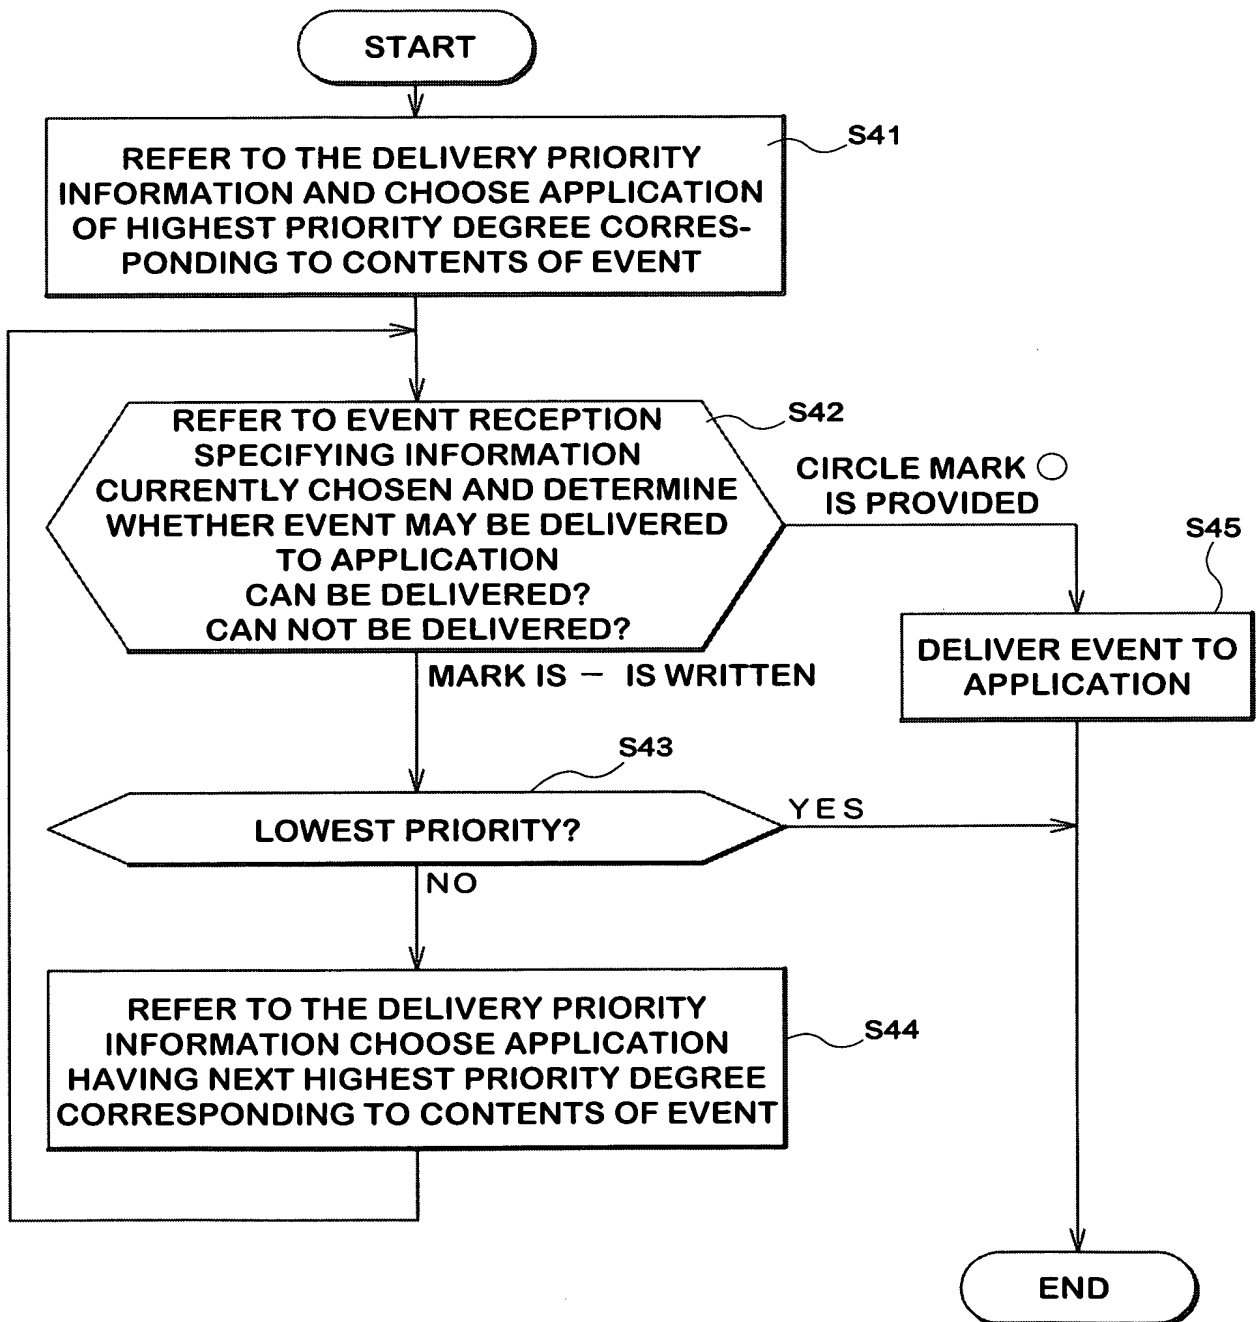 START
S41
REFER TO THE DELIVERY PRIORITY
INFORMATION AND CHOOSE APPLICATION
OF HIGHEST PRIORITY DEGREE CORRES-
PONDING TO CONTENTS OF EVENT
S42
REFER TO EVENT RECEPTION
SPECIFYING INFORMATION
CURRENTLY CHOSEN AND DETERMINE
WHETHER EVENT MAY BE DELIVERED
TO APPLICATION
CAN BE DELIVERED?
CAN NOT BE DELIVERED?
CIRCLE MARK ○
IS PROVIDED
S45
DELIVER EVENT TO
APPLICATION
MARK IS － IS WRITTEN
S43
LOWEST PRIORITY?
YES
NO
S44
REFER TO THE DELIVERY PRIORITY
INFORMATION CHOOSE APPLICATION
HAVING NEXT HIGHEST PRIORITY DEGREE
CORRESPONDING TO CONTENTS OF EVENT
END